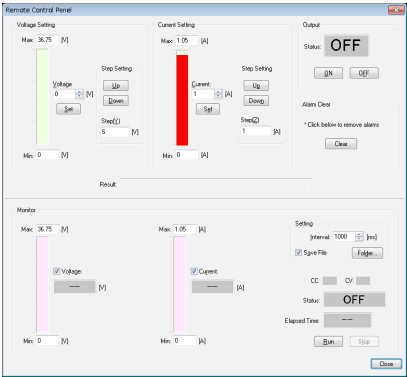 Remote Control Panel
Voltage Setting
Max: 36.75 [V]
Voltage
0 [V]
Set
Step Setting
Up
Down
Step(Y)
5 [V]
Min: 0 [V]
Current Setting
Max: 1.05 [A]
Current:
1 [A]
Set
Step Setting
Up
Down
Step(Z)
1 [A]
Min: 0 [A]
Output
Status: OFF
ON OFF
Alarm Clear
* Click below to remove alarms
Clear
Result:
Monitor
Max: 36.75 [V]
Voltage:
--- [V]
Min: 0 [V]
Max: 1.05 [A]
Current:
--- [A]
Min: 0 [A]
Setting
Interval: 1000 [ms]
Save File Folder...
CC: CV:
Status: OFF
Elapsed Time: ---
Run Stop
Close